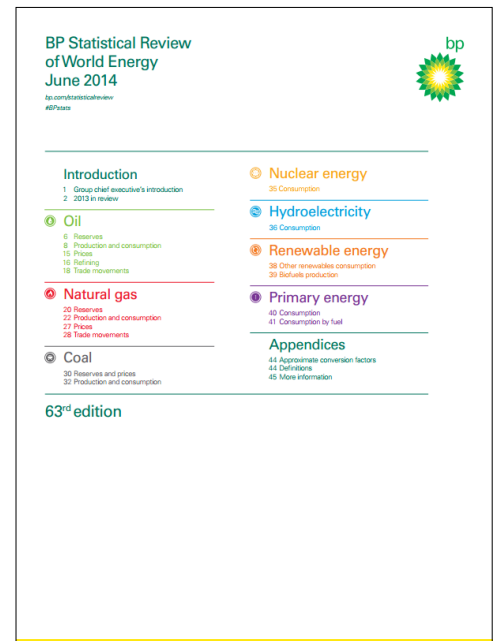 BP Statistical Review
of World Energy
June 2014
bp.com/statisticalreview
#BPstats
bp
Introduction
1 Group chief executive's introduction
2 2013 in review
Oil
6 Reserves
8 Production and consumption
15 Prices
16 Refining
18 Trade movements
Natural gas
20 Reserves
22 Production and consumption
27 Prices
28 Trade movements
Coal
30 Reserves and prices
32 Production and consumption
Nuclear energy
35 Consumption
Hydroelectricity
36 Consumption
Renewable energy
38 Other renewables consumption
39 Biofuels production
Primary energy
40 Consumption
41 Consumption by fuel
Appendices
44 Approximate conversion factors
44 Definitions
45 More information
63rd edition